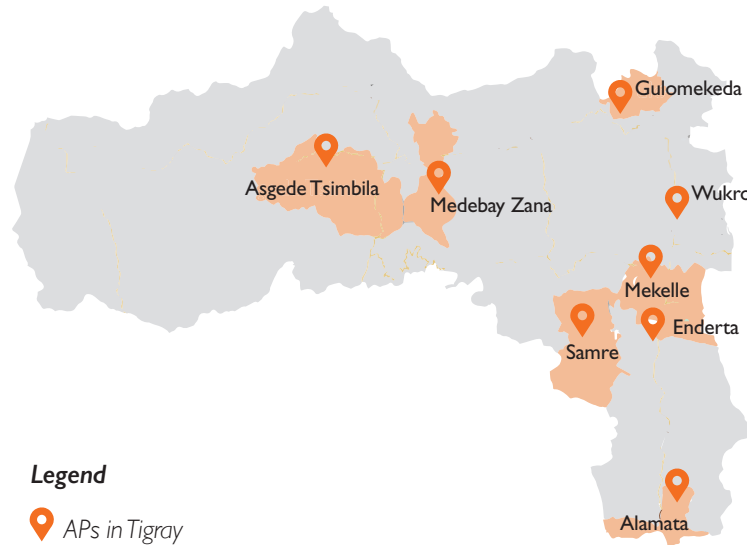 Gulomekeda
Asgede Tsimbila
Medebay Zana
Wukro
Mekelle
Enderta
Samre
Alamata
Legend
APs in Tigray